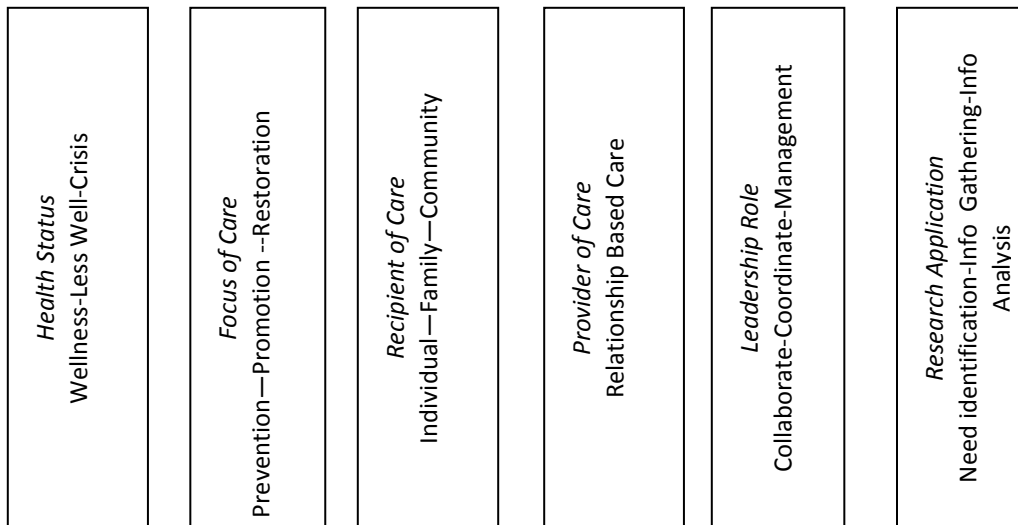 Health Status
Wellness-Less Well-Crisis
Focus of Care
Prevention—Promotion --Restoration
Recipient of Care
Individual—Family—Community
Provider of Care
Relationship Based Care
Leadership Role
Collaborate-Coordinate-Management
Research Application
Need identification-Info  Gathering-Info
Analysis